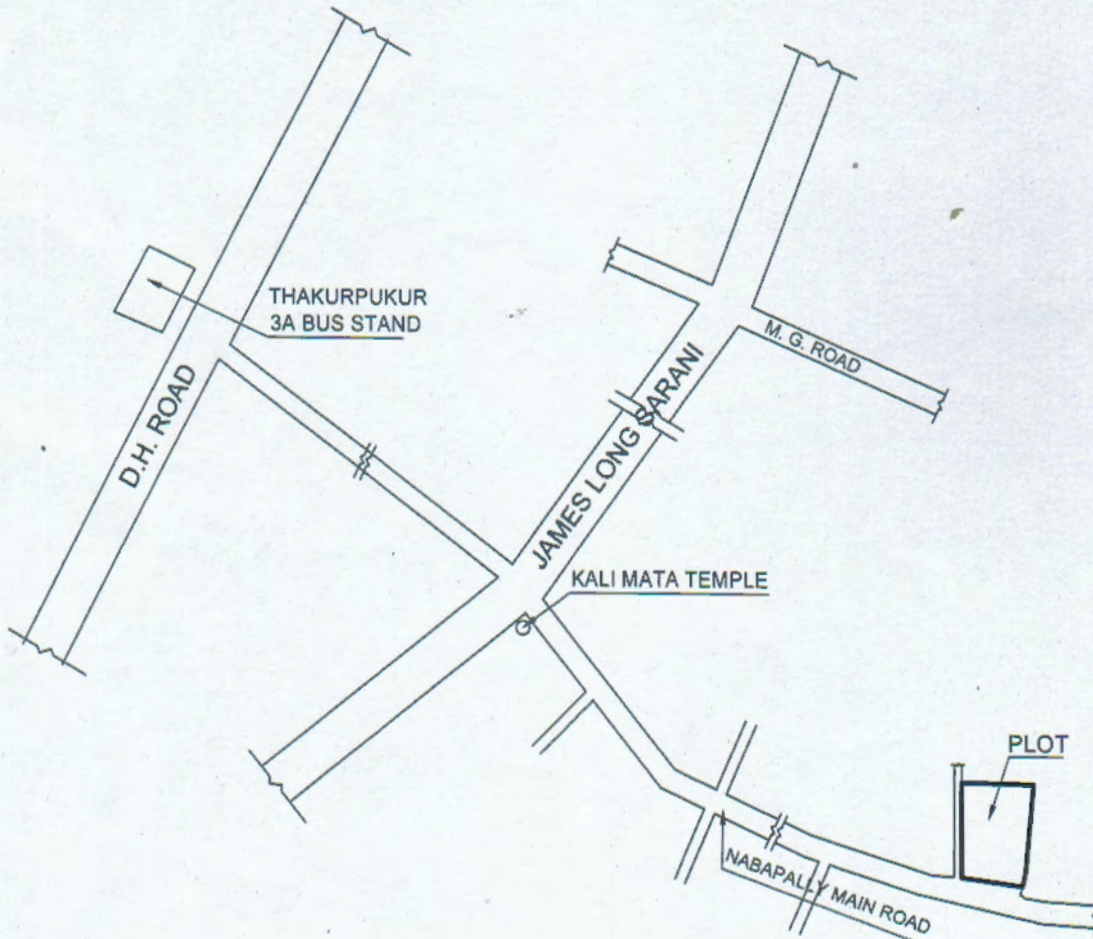 THAKURPUKUR
3A BUS STAND
D.H. ROAD
JAMES LONG SARANI
M. G. ROAD
KALI MATA TEMPLE
PLOT
NABAPALLY MAIN ROAD